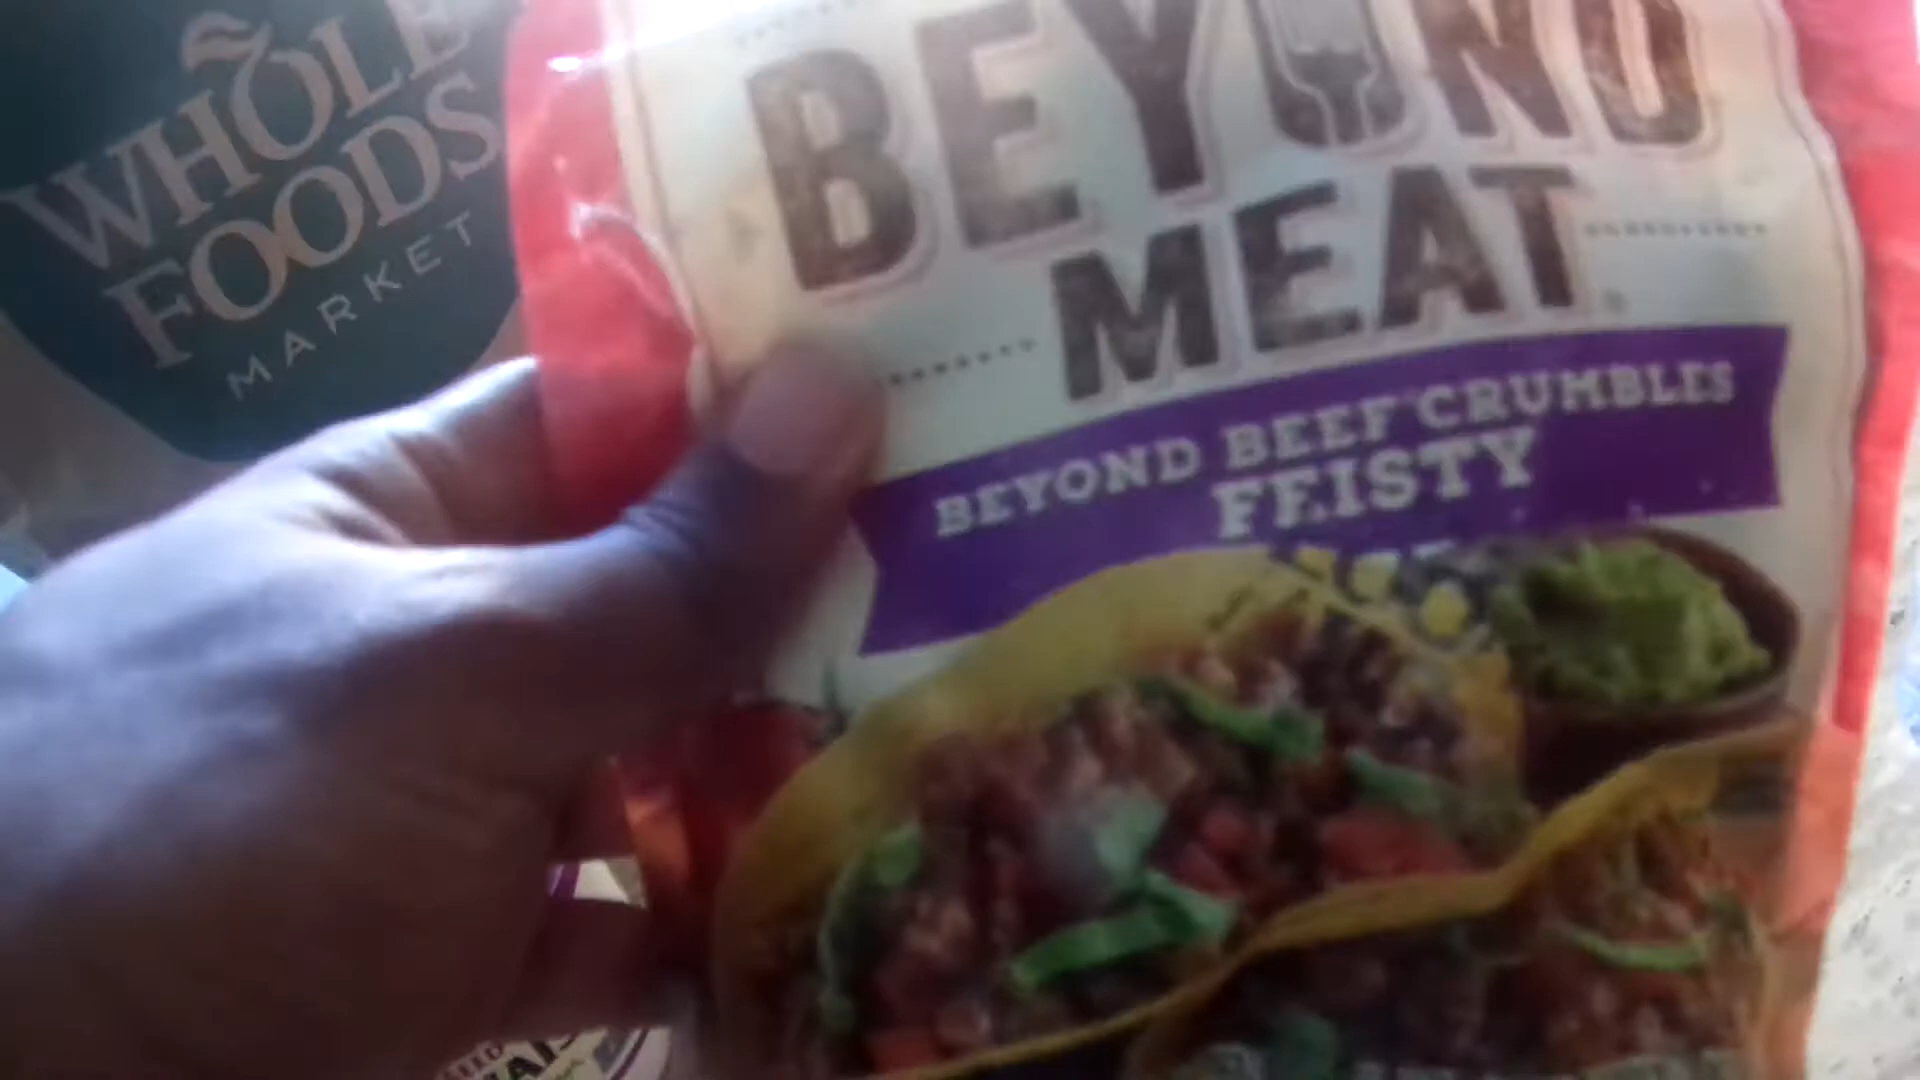 WHOLE
FOODS
MARKET
BEYOND
MEAT
BEYOND BEEF CRUMBLES
FEISTY